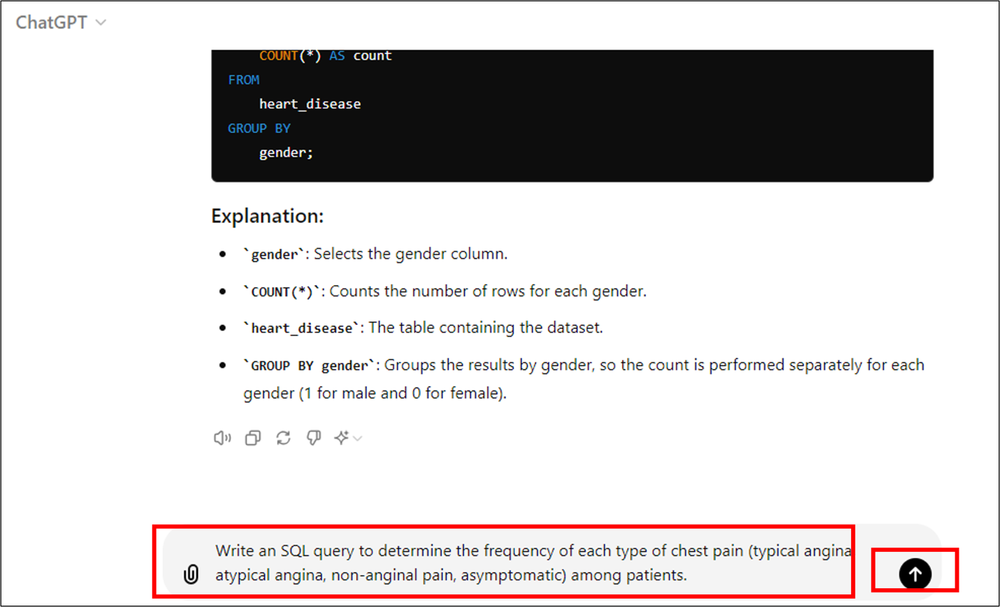 ChatGPT
COUNT(*) AS count
FROM
heart_disease
GROUP BY
gender;
Explanation:
`gender`: Selects the gender column.
`COUNT(*)`: Counts the number of rows for each gender.
`heart_disease`: The table containing the dataset.
`GROUP BY gender`: Groups the results by gender, so the count is performed separately for each
gender (1 for male and 0 for female).
Write an SQL query to determine the frequency of each type of chest pain (typical angina
atypical angina, non-anginal pain, asymptomatic) among patients.